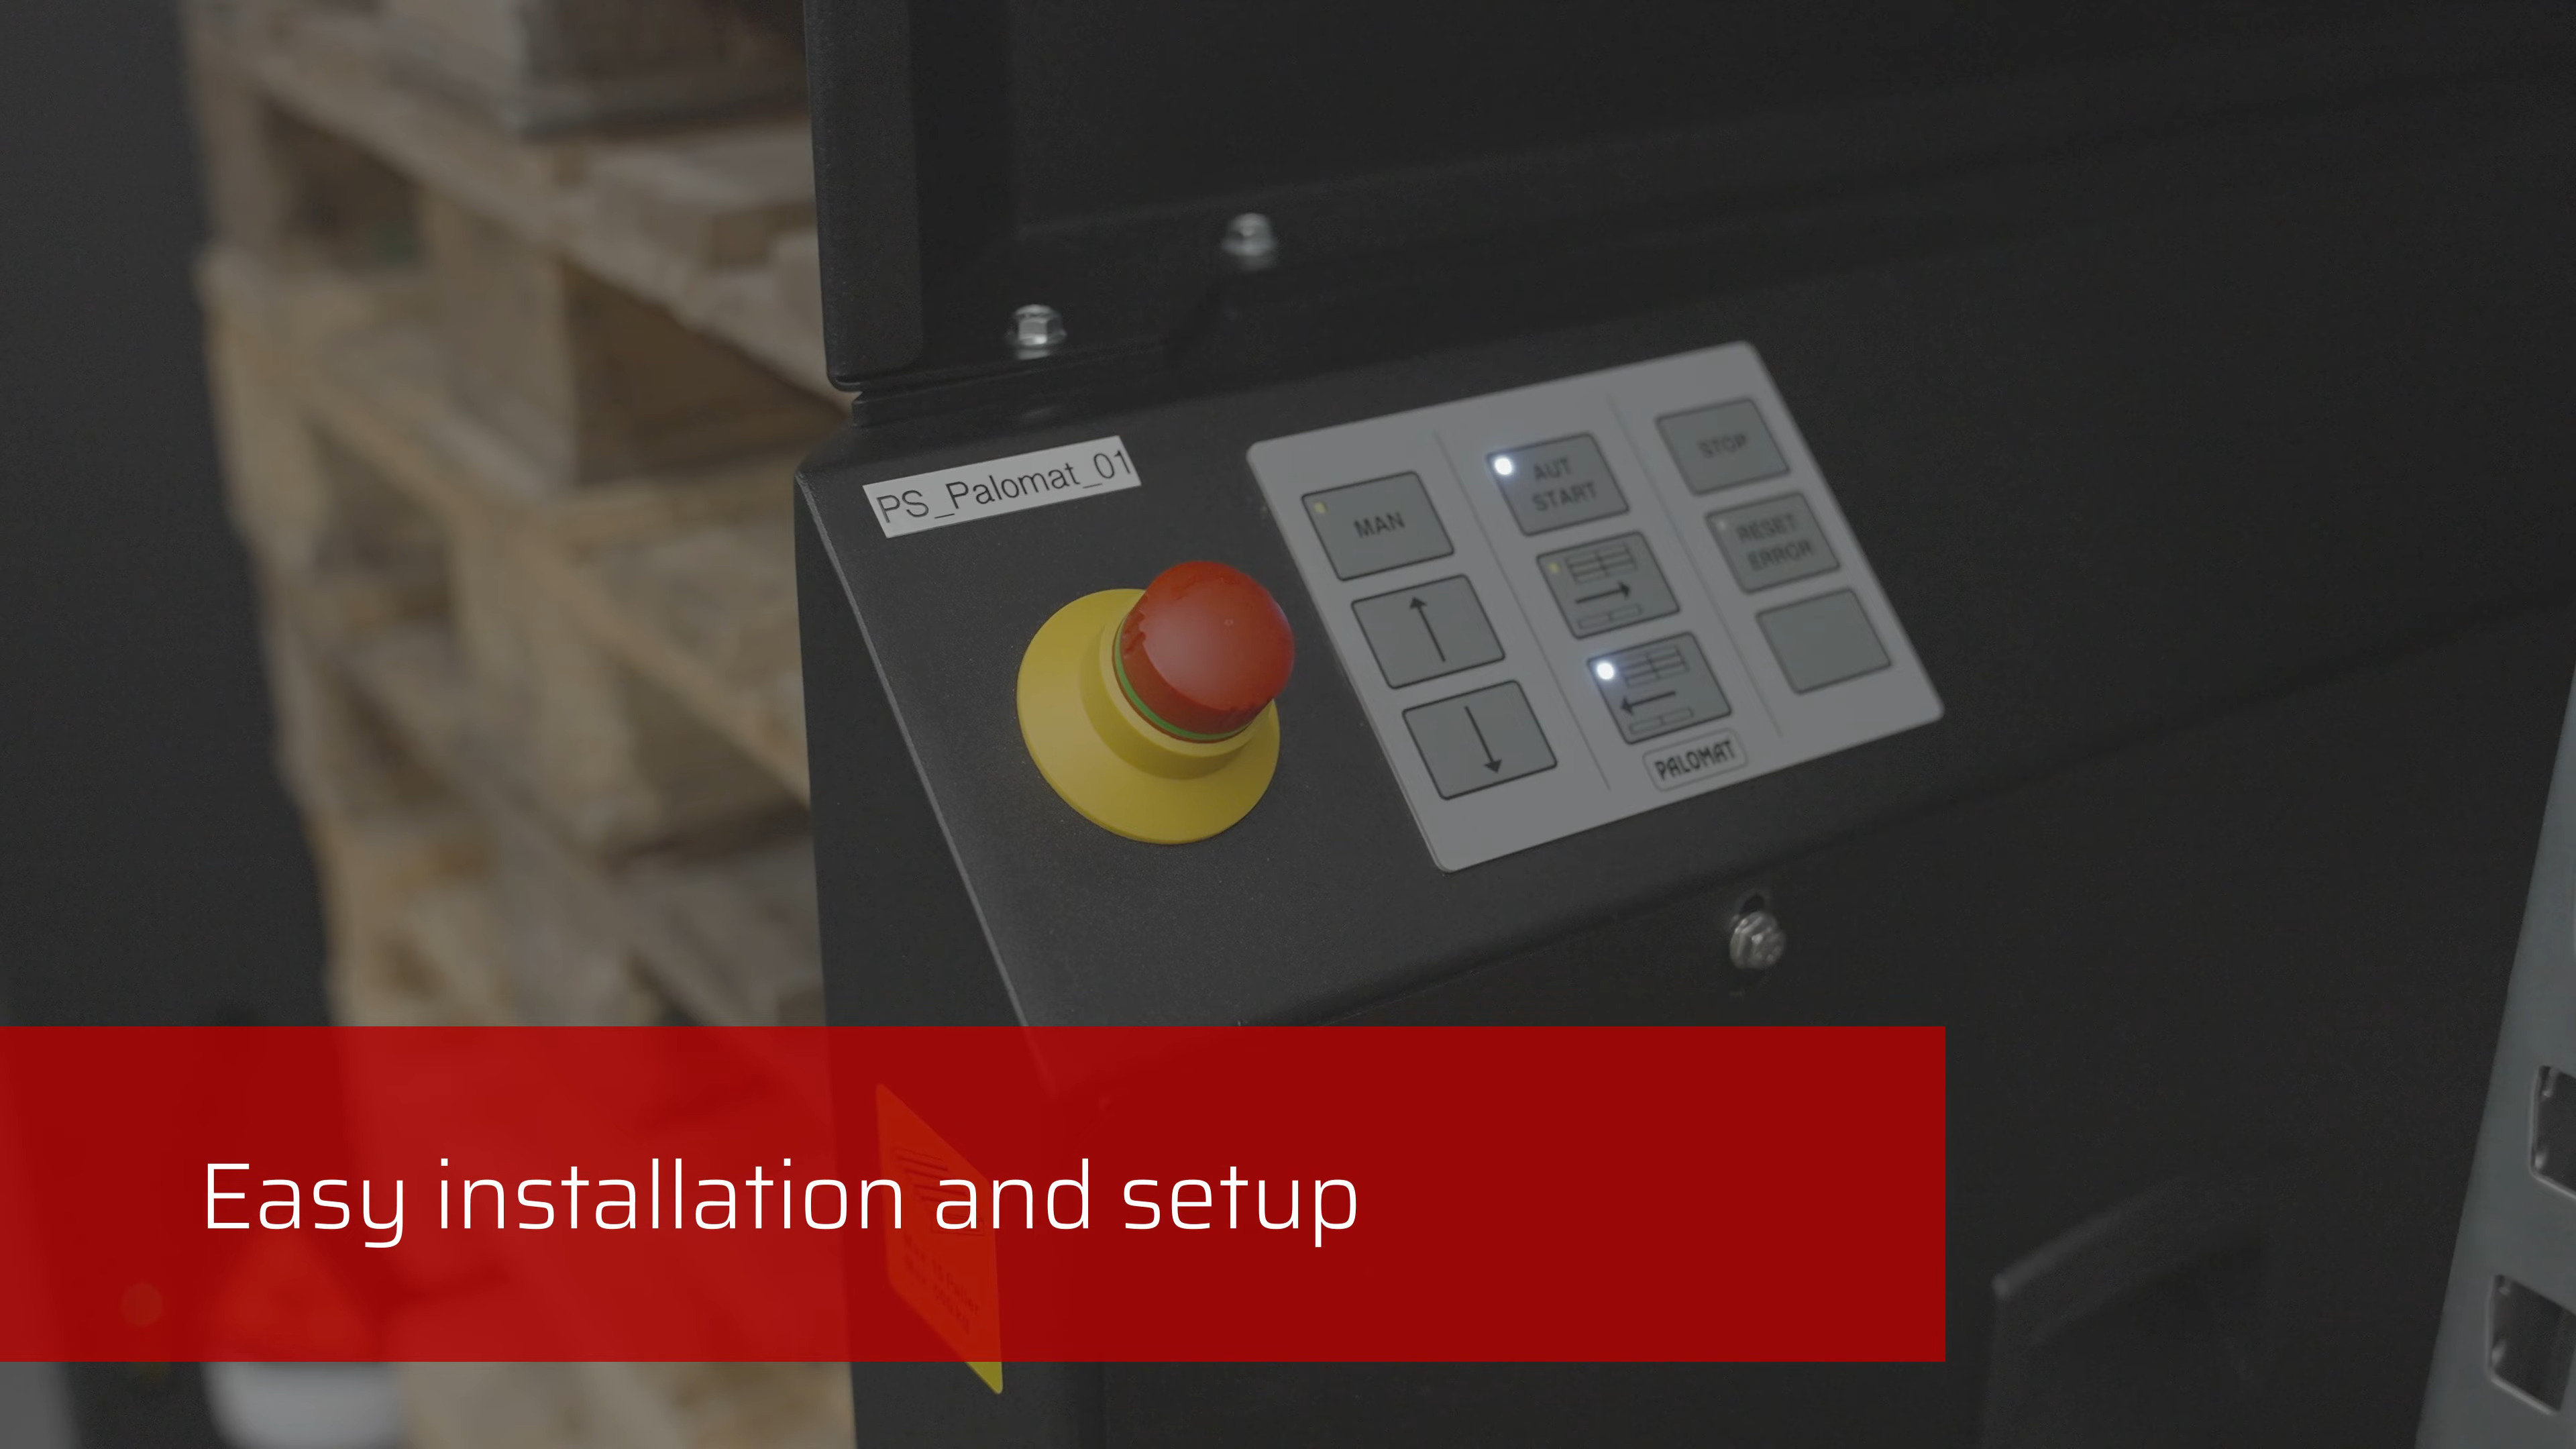 PS_Palomat_01
MAN
AUT
START
STOP
RESET
ERROR
PALOMAT
Easy installation and setup